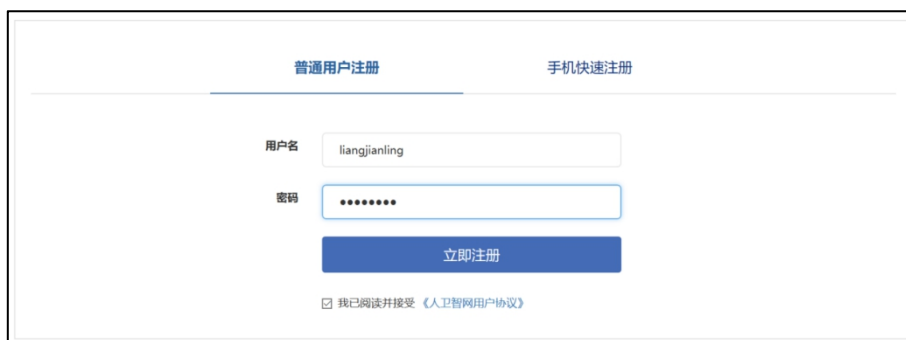 普通用户注册 手机快速注册
用户名 liangjianling
密码 ●●●●●●●●
立即注册
我已阅读并接受 《人卫智网用户协议》